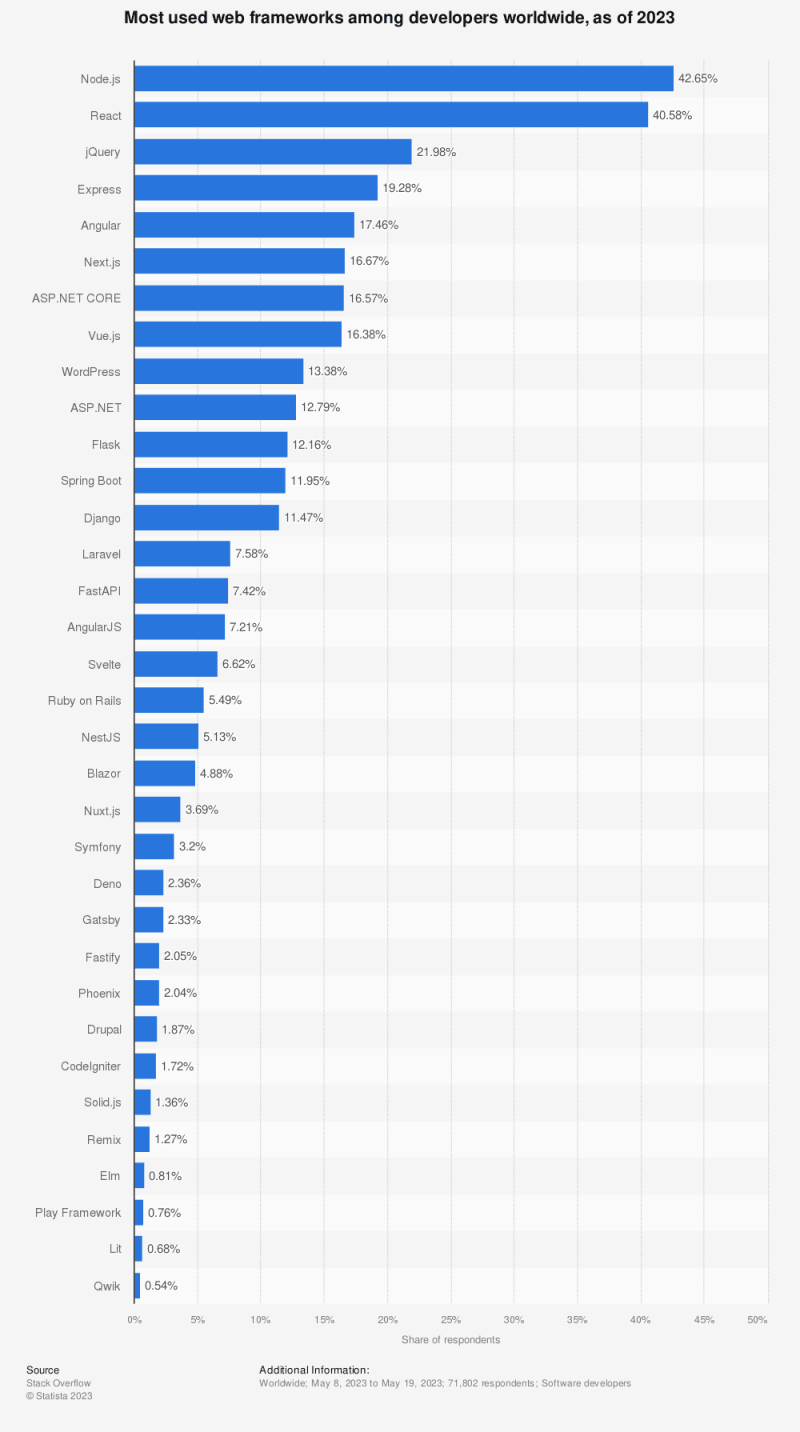 Most used web frameworks among developers worldwide, as of 2023
Node.js 42.65%
React 40.58%
jQuery 21.98%
Express 19.28%
Angular 17.46%
Next.js 16.67%
ASP.NET CORE 16.57%
Vue.js 16.38%
WordPress 13.38%
ASP.NET 12.79%
Flask 12.16%
Spring Boot 11.95%
Django 11.47%
Laravel 7.58%
FastAPI 7.42%
AngularJS 7.21%
Svelte 6.62%
Ruby on Rails 5.49%
NestJS 5.13%
Blazor 4.88%
Nuxt.js 3.69%
Symfony 3.2%
Deno 2.36%
Gatsby 2.33%
Fastify 2.05%
Phoenix 2.04%
Drupal 1.87%
CodeIgniter 1.72%
Solid.js 1.36%
Remix 1.27%
Elm 0.81%
Play Framework 0.76%
Lit 0.68%
Qwik 0.54%
0% 5% 10% 15% 20% 25% 30% 35% 40% 45% 50%
Share of respondents
Source
Stack Overflow
© Statista 2023
Additional Information:
Worldwide; May 8, 2023 to May 19, 2023; 71,802 respondents; Software developers